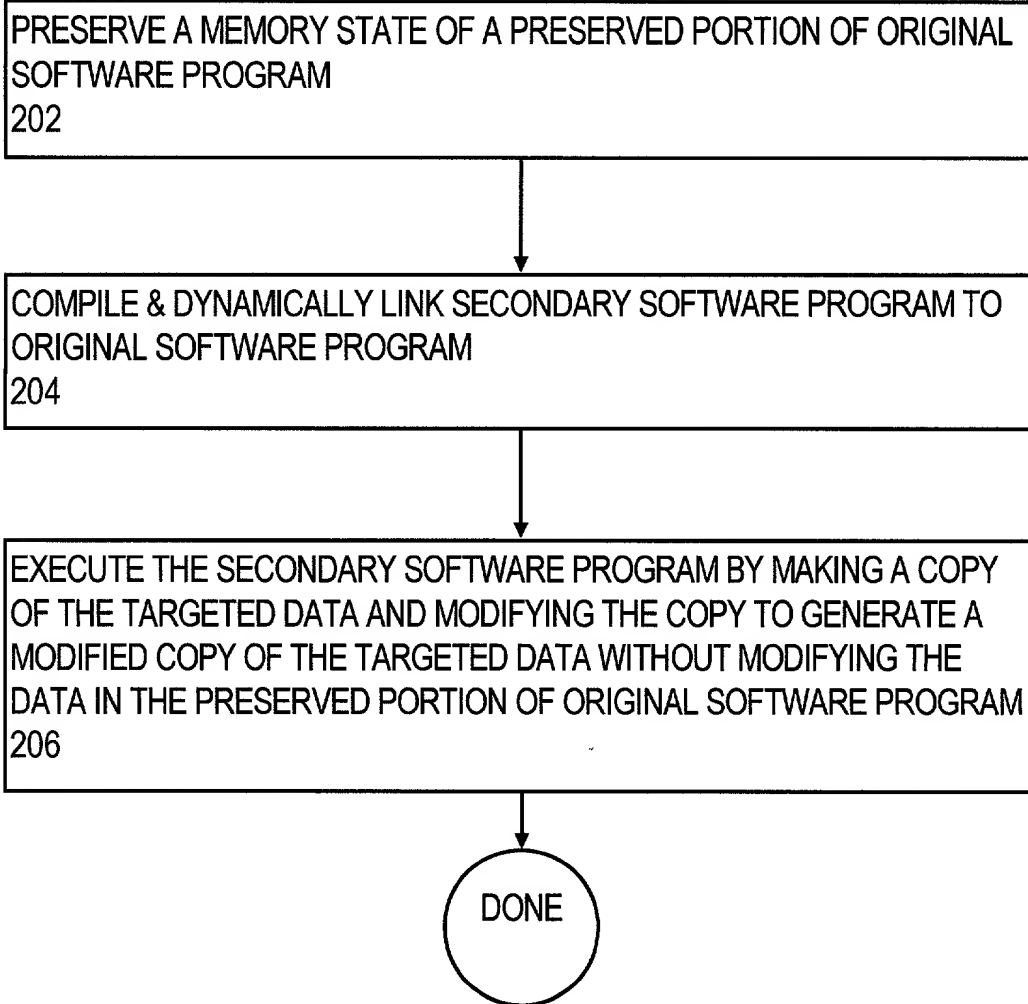 PRESERVE A MEMORY STATE OF A PRESERVED PORTION OF ORIGINAL
SOFTWARE PROGRAM
202
COMPILE & DYNAMICALLY LINK SECONDARY SOFTWARE PROGRAM TO
ORIGINAL SOFTWARE PROGRAM
204
EXECUTE THE SECONDARY SOFTWARE PROGRAM BY MAKING A COPY
OF THE TARGETED DATA AND MODIFYING THE COPY TO GENERATE A
MODIFIED COPY OF THE TARGETED DATA WITHOUT MODIFYING THE
DATA IN THE PRESERVED PORTION OF ORIGINAL SOFTWARE PROGRAM
206
DONE